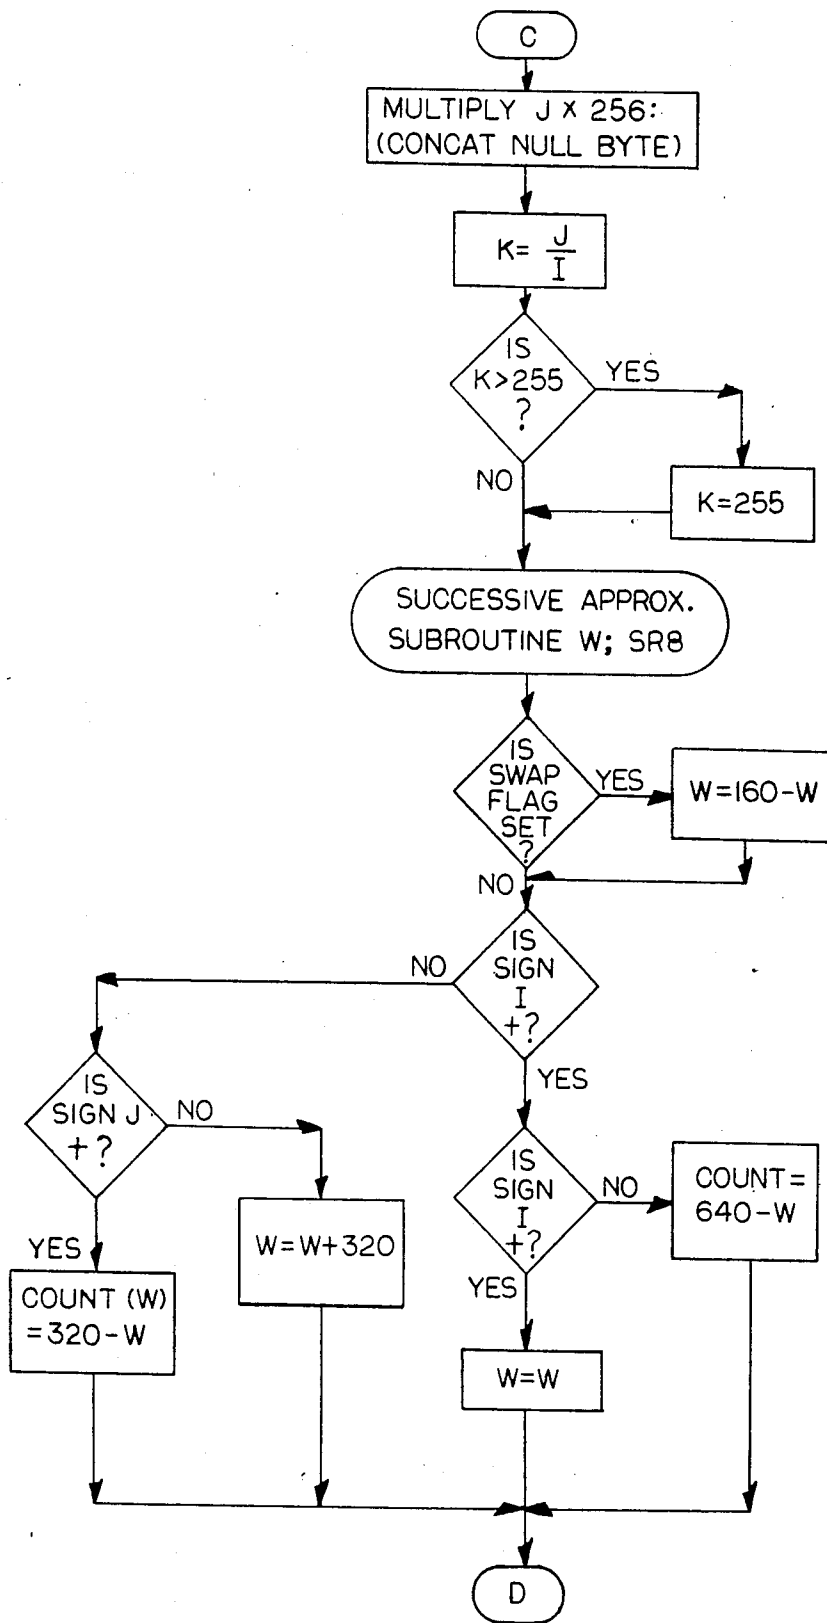 C
MULTIPLY J X 256:
(CONCAT NULL BYTE)
K= J
I
IS
K>255
?
YES
NO
K=255
SUCCESSIVE APPROX.
SUBROUTINE W; SR8
IS
SWAP
FLAG
SET
?
YES
W=160-W
NO
IS
SIGN
I
+?
NO
YES
IS
SIGN J
+?
NO
YES
W=W+320
COUNT (W)
=320-W
IS
SIGN
I
+?
NO
COUNT=
640-W
YES
W=W
D